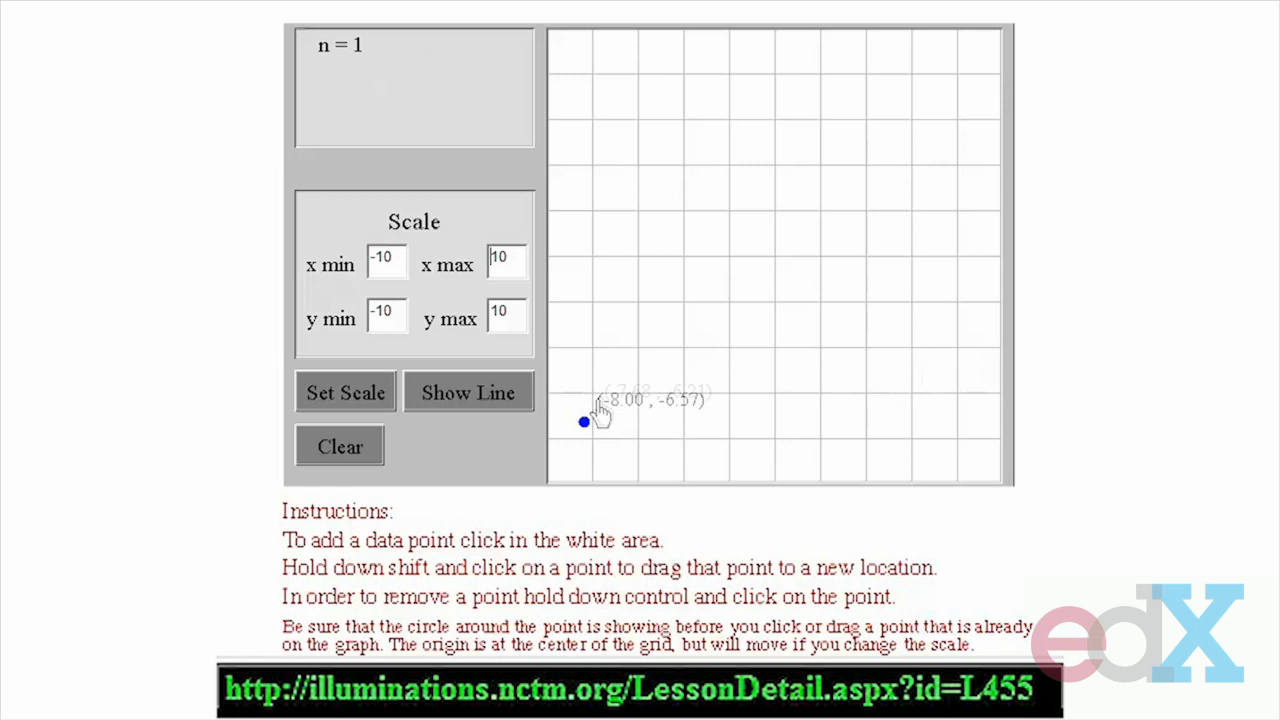 n = 1
Scale
x min -10 x max 10
y min -10 y max 10
Set Scale Show Line
Clear
(-7.68 , -6.21)
(-8.00 , -6.57)
Instructions:
To add a data point click in the white area.
Hold down shift and click on a point to drag that point to a new location.
In order to remove a point hold down control and click on the point.
Be sure that the circle around the point is showing before you click or drag a point that is already
on the graph. The origin is at the center of the grid, but will move if you change the scale.
edX
http://illuminations.nctm.org/LessonDetail.aspx?id=L455